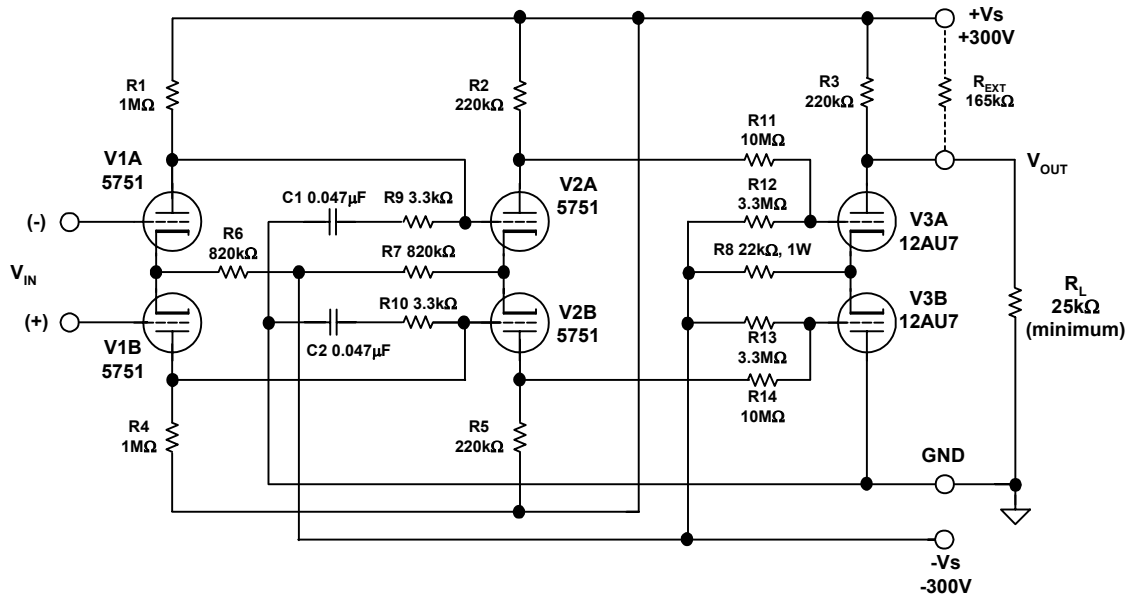 +Vs
+300V
R1
1MΩ
R2
220kΩ
R3
220kΩ
R_EXT
165kΩ
R11
10MΩ
V1A
5751
V2A
5751
V_OUT
C1 0.047μF
R9 3.3kΩ
R12
3.3MΩ
(-)
V3A
12AU7
R6
820kΩ
R7 820kΩ
R8 22kΩ, 1W
V_IN
R_L
25kΩ
(minimum)
R10 3.3kΩ
V3B
12AU7
(+)
V2B
5751
V1B
5751
C2 0.047μF
R13
3.3MΩ
R14
10MΩ
R4
1MΩ
R5
220kΩ
GND
-Vs
-300V